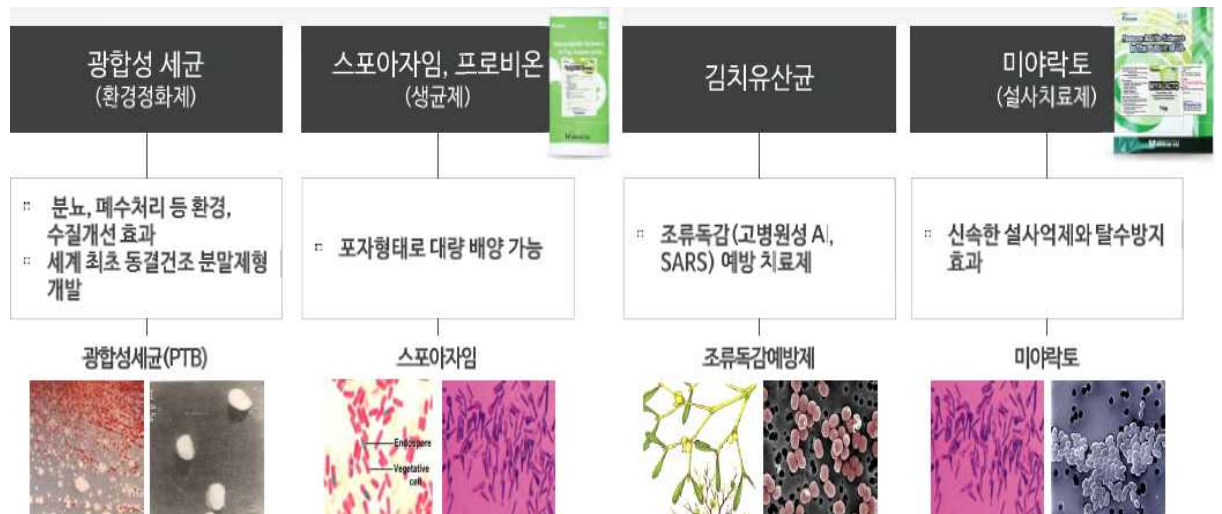 광합성 세균
(환경정화제)
스포아자임, 프로비온
(생균제)
김치유산균
미야락토
(설사치료제)
분뇨, 폐수처리 등 환경,
수질개선 효과
세계 최초 동결건조 분말제형
개발
포자형태로 대량 배양 가능
조류독감(고병원성 AI,
SARS) 예방 치료제
신속한 설사억제와 탈수방지
효과
광합성세균(PTB)
스포아자임
조류독감예방제
미야락토
Endospore
Vegetative
cell